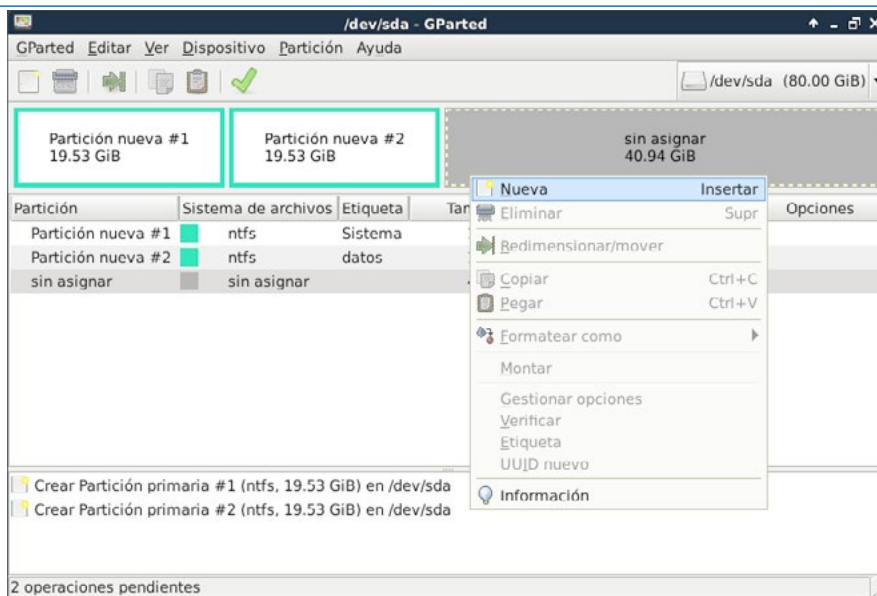 /dev/sda - GParted
GParted Editar Ver Dispositivo Partición Ayuda
/dev/sda (80.00 GiB)
Partición nueva #1
19.53 GiB
Partición nueva #2
19.53 GiB
sin asignar
40.94 GiB
Partición Sistema de archivos Etiqueta Opciones
Partición nueva #1 ntfs Sistema
Partición nueva #2 ntfs datos
sin asignar sin asignar
Nueva Insertar
Eliminar Supr
Redimensionar/mover
Copiar Ctrl+C
Pegar Ctrl+V
Formatear como
Montar
Gestionar opciones
Verificar
Etiqueta
UUID nuevo
Información
Crear Partición primaria #1 (ntfs, 19.53 GiB) en /dev/sda
Crear Partición primaria #2 (ntfs, 19.53 GiB) en /dev/sda
2 operaciones pendientes